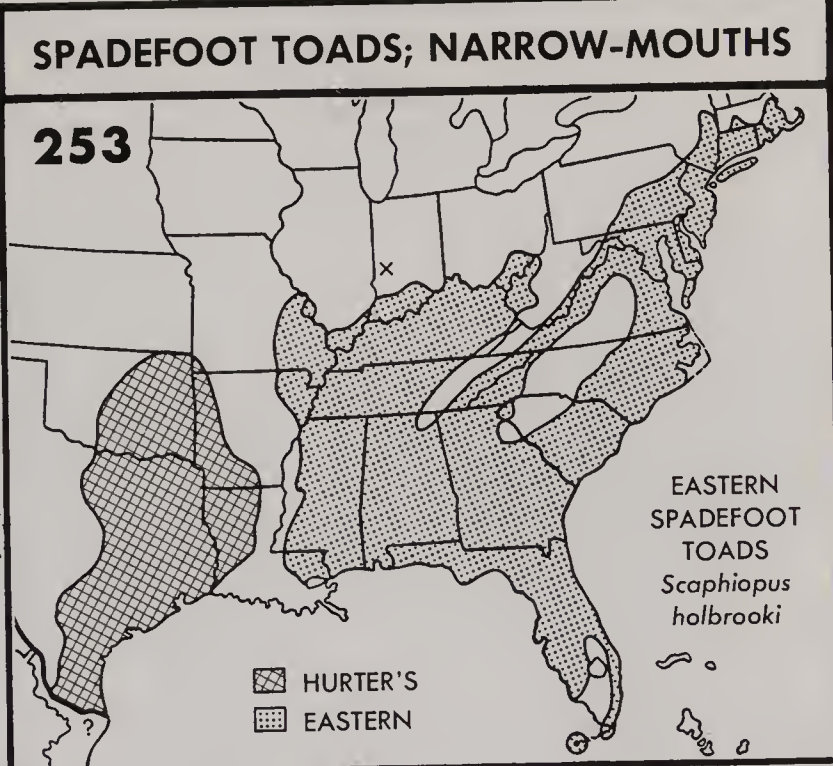 SPADEFOOT TOADS; NARROW-MOUTHS
253
EASTERN
SPADEFOOT
TOADS
Scaphiopus
holbrooki
HURTER'S
EASTERN
?